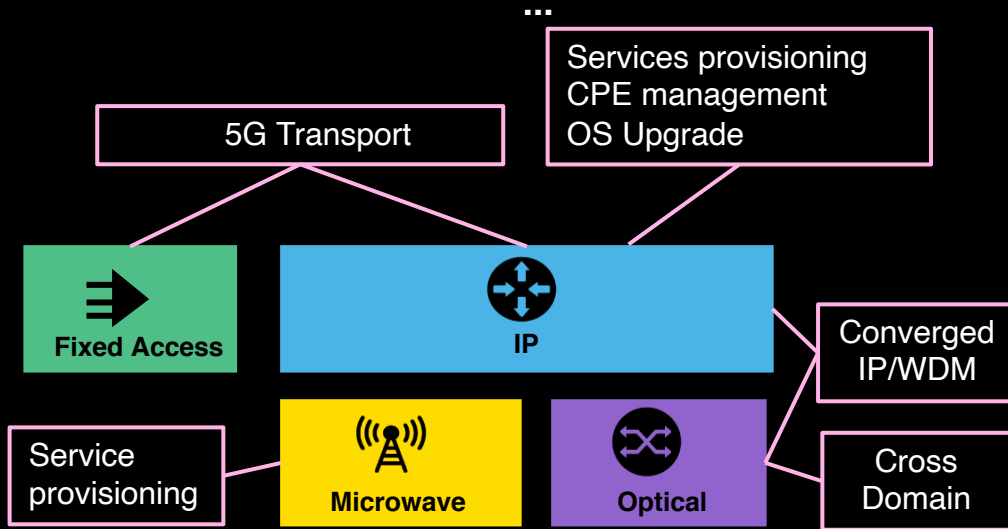 ...
Services provisioning
CPE management
OS Upgrade
5G Transport
Fixed Access
IP
Converged
IP/WDM
Service
provisioning
Microwave
Optical
Cross
Domain